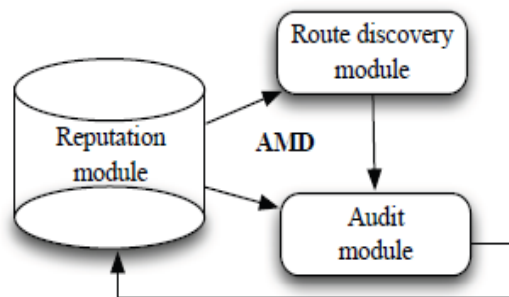 Route discovery
module
Reputation
module
AMD
Audit
module